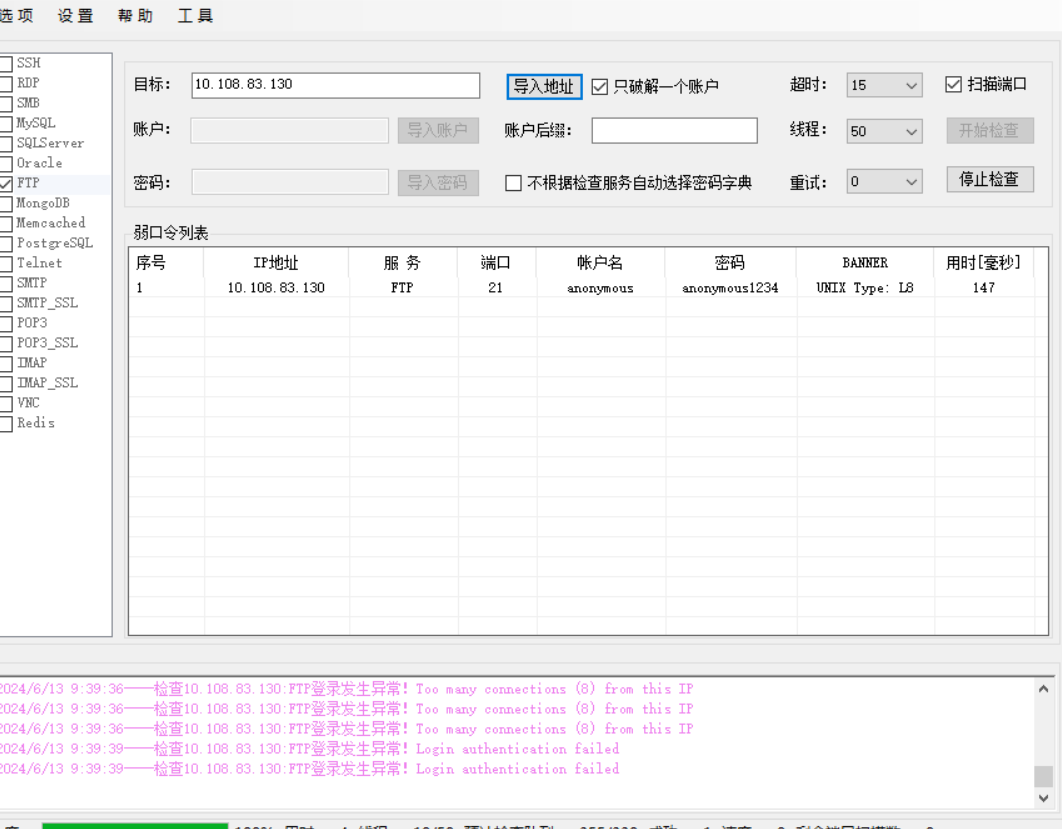 选项 设置 帮助 工具
SSH
RDP
SMB
MySQL
SQLServer
Oracle
FTP
MongoDB
Memcached
PostgreSQL
Telnet
SMTP
SMTP_SSL
POP3
POP3_SSL
IMAP
IMAP_SSL
VNC
Redis
目标: 10.108.83.130 导入地址 只破解一个账户 超时: 15 扫描端口
账户: 导入账户 账户后缀: 线程: 50 开始检查
密码: 导入密码 不根据检查服务自动选择密码字典 重试: 0 停止检查
弱口令列表
序号 IP地址 服 务 端口 帐户名 密码 BANNER 用时[毫秒]
1 10.108.83.130 FTP 21 anonymous anonymous1234 UNIX Type: L8 147
2024/6/13 9:39:36——检查10.108.83.130:FTP登录发生异常! Too many connections (8) from this IP
2024/6/13 9:39:36——检查10.108.83.130:FTP登录发生异常! Too many connections (8) from this IP
2024/6/13 9:39:36——检查10.108.83.130:FTP登录发生异常! Too many connections (8) from this IP
2024/6/13 9:39:39——检查10.108.83.130:FTP登录发生异常! Login authentication failed
2024/6/13 9:39:39——检查10.108.83.130:FTP登录发生异常! Login authentication failed